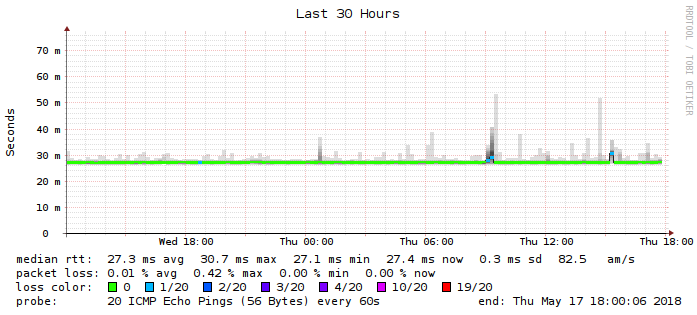 Last 30 Hours
RRDTOOL / TOBI OETIKER
Seconds
70 m
60 m
50 m
40 m
30 m
20 m
10 m
0
Wed 18:00 Thu 00:00 Thu 06:00 Thu 12:00 Thu 18:00
median rtt: 27.3 ms avg 30.7 ms max 27.1 ms min 27.4 ms now 0.3 ms sd 82.5 am/s
packet loss: 0.01 % avg 0.42 % max 0.00 % min 0.00 % now
loss color: 0 1/20 2/20 3/20 4/20 10/20 19/20
probe: 20 ICMP Echo Pings (56 Bytes) every 60s end: Thu May 17 18:00:06 2018